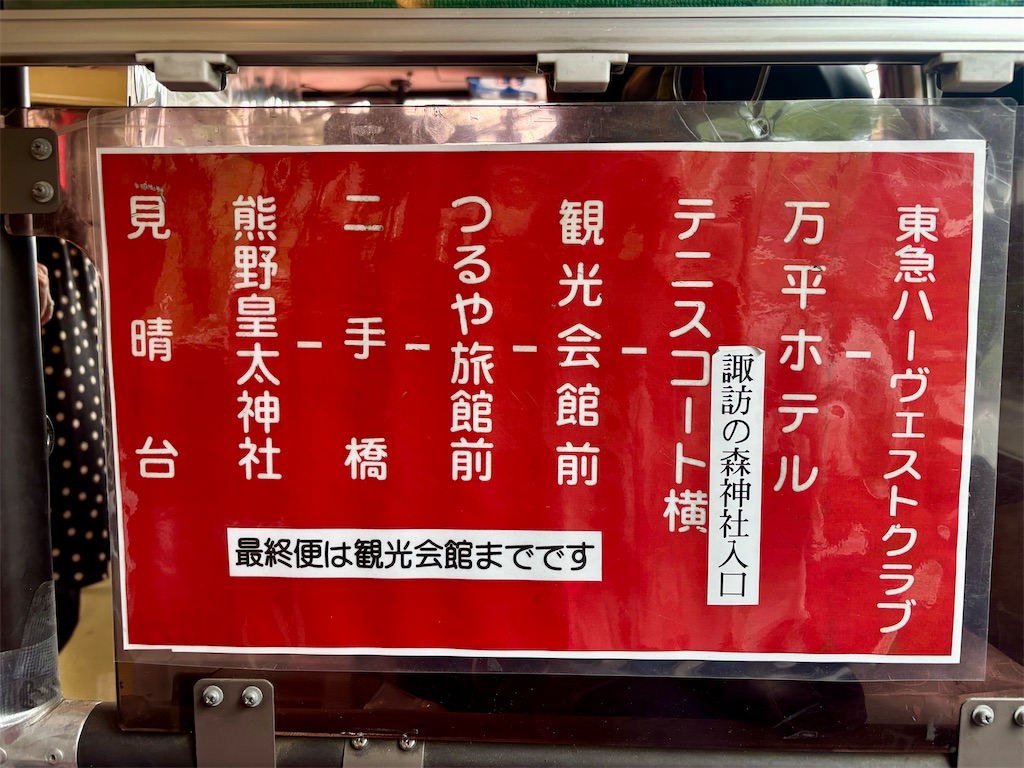 東急ハーヴェストクラブ
万平ホテル
諏訪の森神社入口
テニスコート横
観光会館前
つるや旅館前
二手橋
熊野皇太神社
見晴台
最終便は観光会館までです